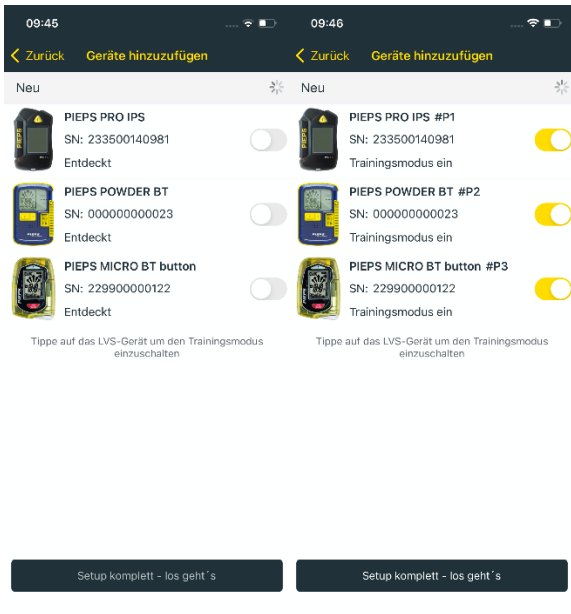 09:45
Zurück Geräte hinzuzufügen
Neu
PIEPS PRO IPS
SN: 233500140981
Entdeckt
PIEPS POWDER BT
SN: 000000000023
Entdeckt
PIEPS MICRO BT button
SN: 229900000122
Entdeckt
Tippe auf das LVS-Gerät um den Trainingsmodus
einzuschalten
Setup komplett - los geht´s
09:46
Zurück Geräte hinzuzufügen
Neu
PIEPS PRO IPS #P1
SN: 233500140981
Trainingsmodus ein
PIEPS POWDER BT #P2
SN: 000000000023
Trainingsmodus ein
PIEPS MICRO BT button #P3
SN: 229900000122
Trainingsmodus ein
Tippe auf das LVS-Gerät um den Trainingsmodus
einzuschalten
Setup komplett - los geht´s